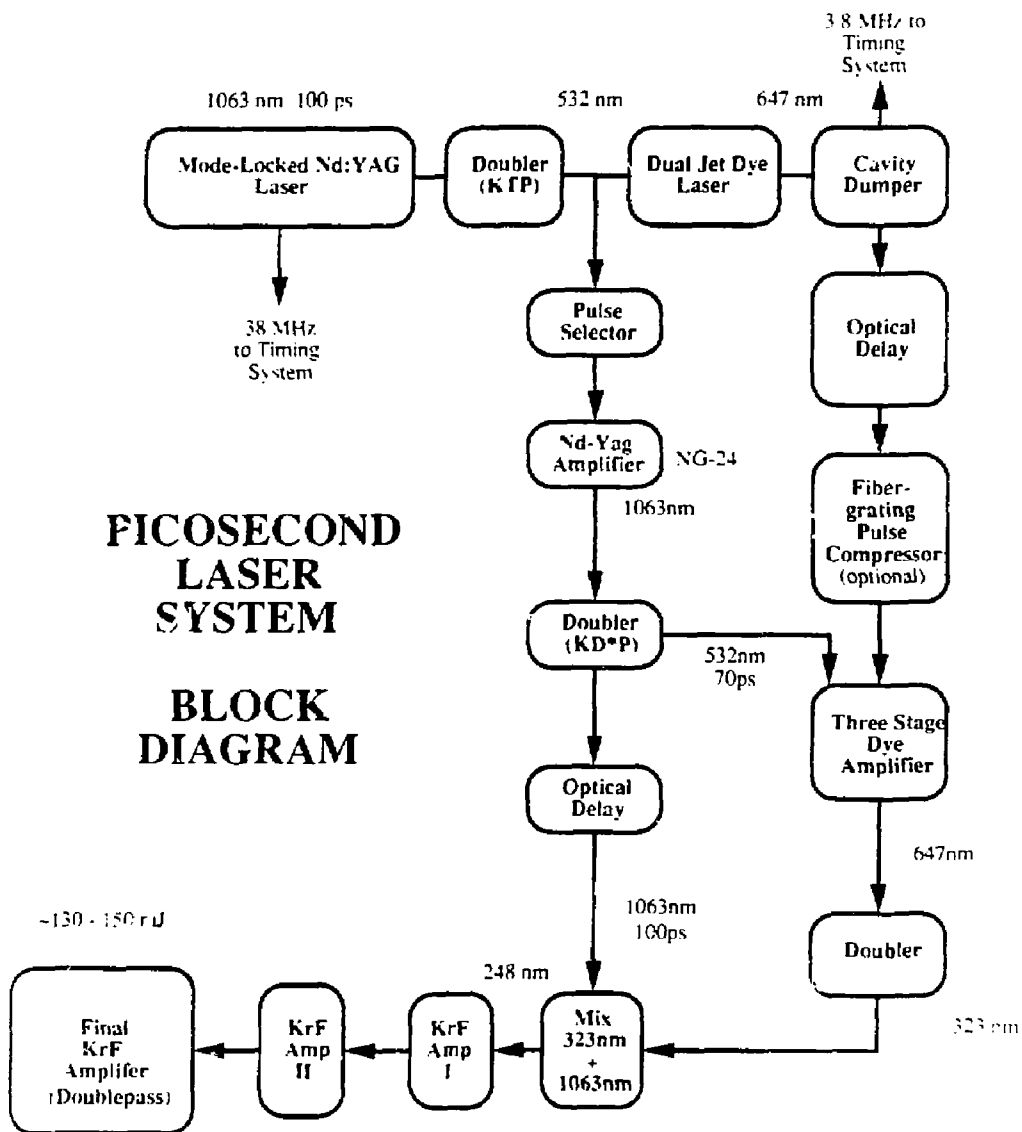 3.8 MHz to
Timing
System
1063 nm 100 ps
532 nm
647 nm
Mode-Locked Nd:YAG
Laser
Doubler
(KTP)
Dual Jet Dye
Laser
Cavity
Dumper
38 MHz
to Timing
System
Pulse
Selector
Optical
Delay
Nd-Yag
Amplifier
NG-24
1063nm
Fiber-
grating
Pulse
Compressor
(optional)
PICOSECOND
LASER
SYSTEM
BLOCK
DIAGRAM
Doubler
(KD*P)
532nm
70ps
Three Stage
Dye
Amplifier
Optical
Delay
647nm
1063nm
100ps
Doubler
323 nm
~130 - 150 mJ
248 nm
Final
KrF
Amplifer
(Doublepass)
KrF
Amp
II
KrF
Amp
I
Mix
323nm
+
1063nm